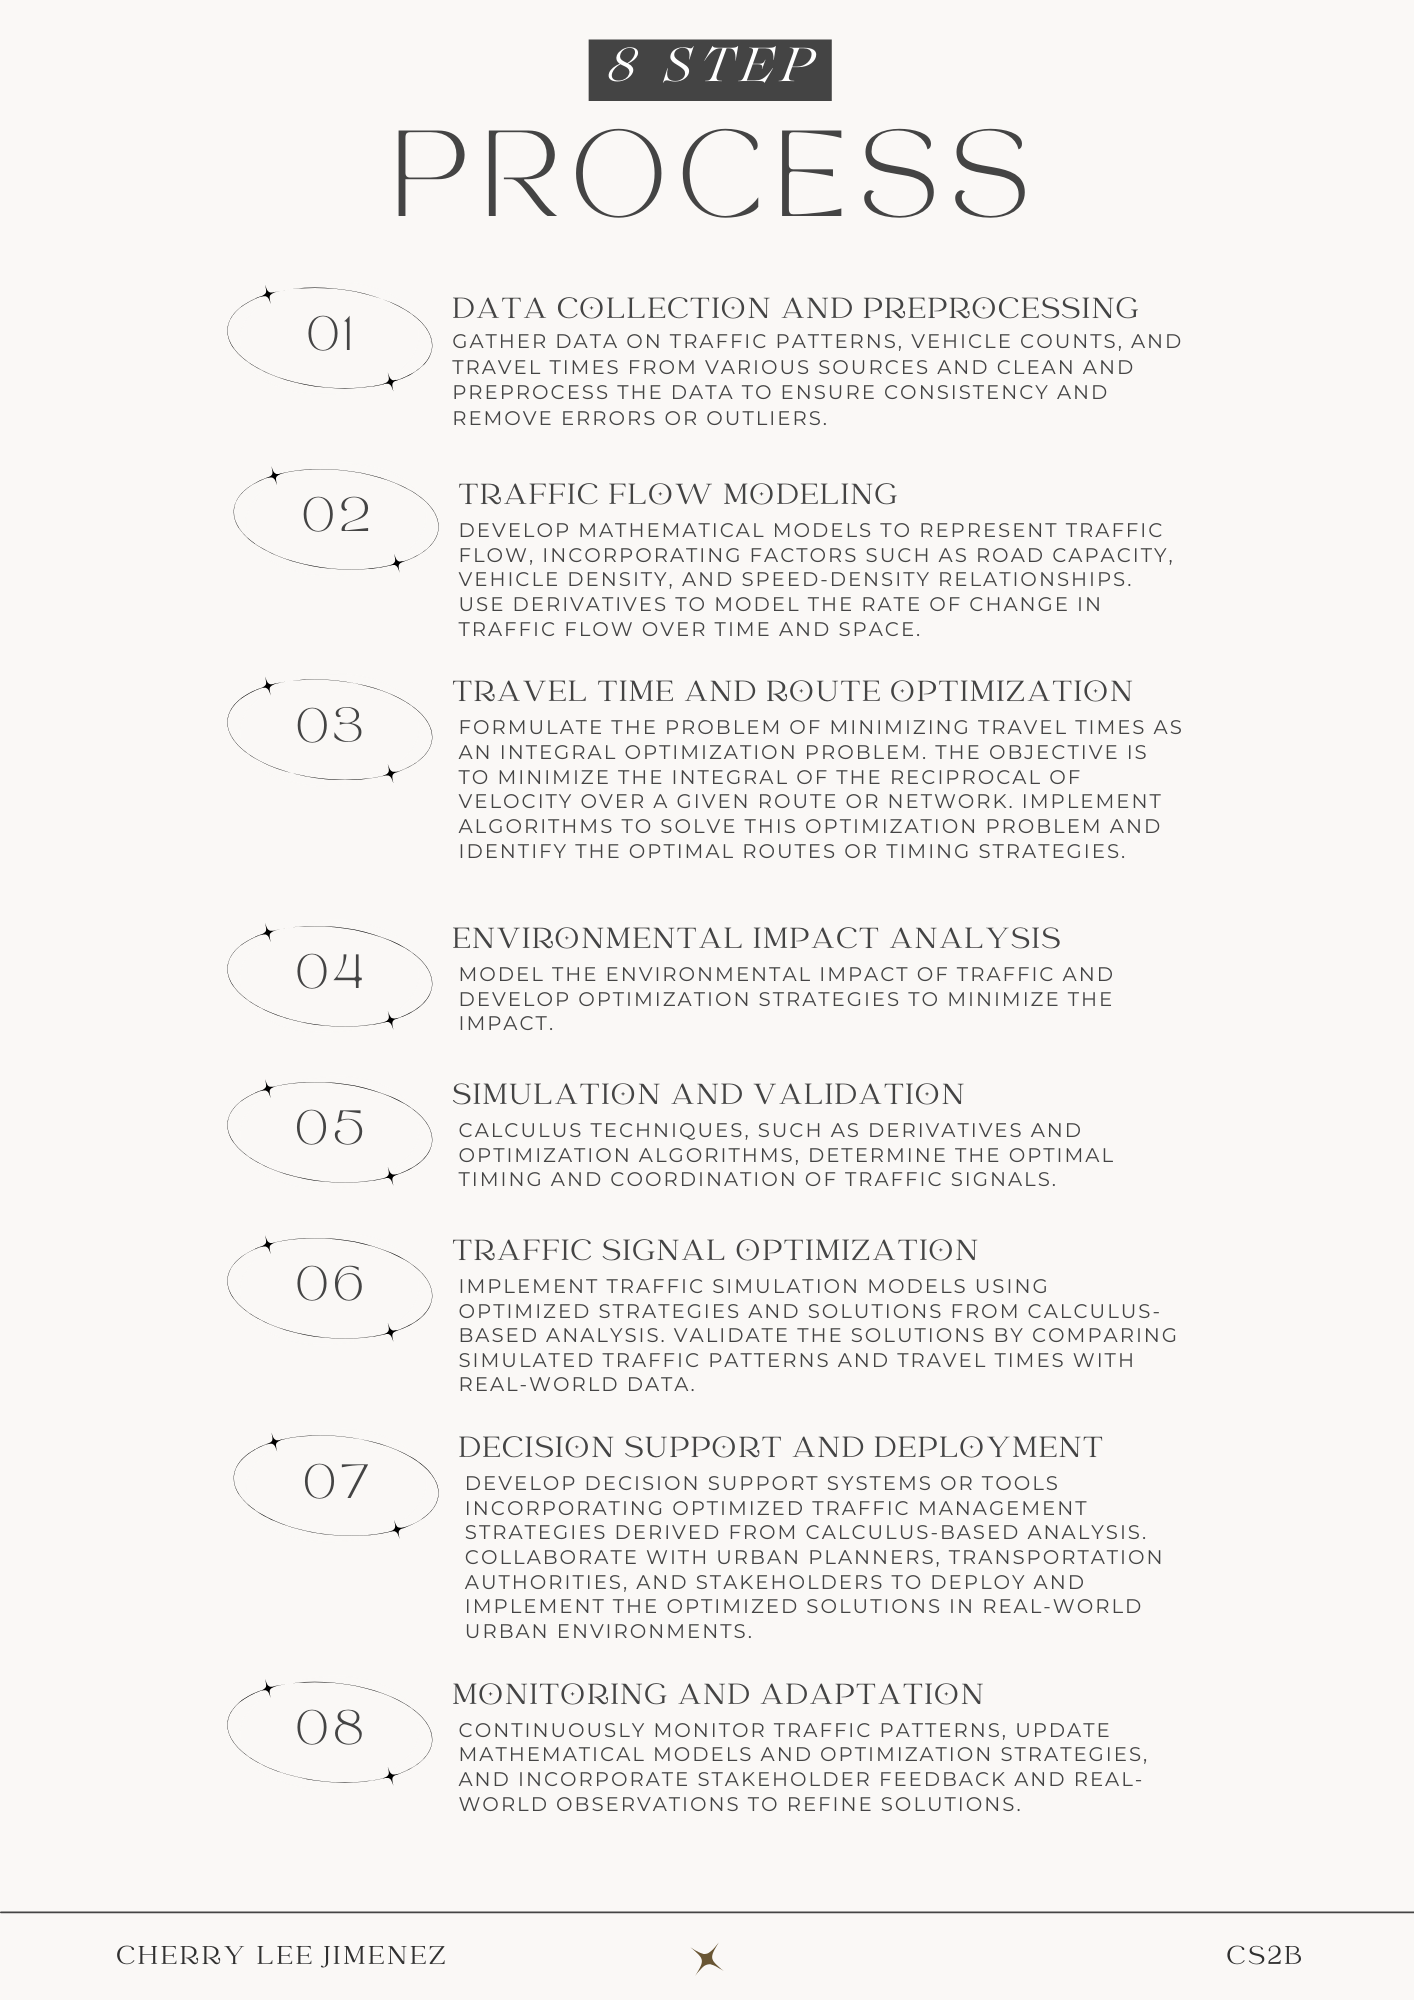 8 STEP
PROCESS
01
DATA COLLECTION AND PREPROCESSING
GATHER DATA ON TRAFFIC PATTERNS, VEHICLE COUNTS, AND
TRAVEL TIMES FROM VARIOUS SOURCES AND CLEAN AND
PREPROCESS THE DATA TO ENSURE CONSISTENCY AND
REMOVE ERRORS OR OUTLIERS.
02
TRAFFIC FLOW MODELING
DEVELOP MATHEMATICAL MODELS TO REPRESENT TRAFFIC
FLOW, INCORPORATING FACTORS SUCH AS ROAD CAPACITY,
VEHICLE DENSITY, AND SPEED-DENSITY RELATIONSHIPS.
USE DERIVATIVES TO MODEL THE RATE OF CHANGE IN
TRAFFIC FLOW OVER TIME AND SPACE.
03
TRAVEL TIME AND ROUTE OPTIMIZATION
FORMULATE THE PROBLEM OF MINIMIZING TRAVEL TIMES AS
AN INTEGRAL OPTIMIZATION PROBLEM. THE OBJECTIVE IS
TO MINIMIZE THE INTEGRAL OF THE RECIPROCAL OF
VELOCITY OVER A GIVEN ROUTE OR NETWORK. IMPLEMENT
ALGORITHMS TO SOLVE THIS OPTIMIZATION PROBLEM AND
IDENTIFY THE OPTIMAL ROUTES OR TIMING STRATEGIES.
04
ENVIRONMENTAL IMPACT ANALYSIS
MODEL THE ENVIRONMENTAL IMPACT OF TRAFFIC AND
DEVELOP OPTIMIZATION STRATEGIES TO MINIMIZE THE
IMPACT.
05
SIMULATION AND VALIDATION
CALCULUS TECHNIQUES, SUCH AS DERIVATIVES AND
OPTIMIZATION ALGORITHMS, DETERMINE THE OPTIMAL
TIMING AND COORDINATION OF TRAFFIC SIGNALS.
06
TRAFFIC SIGNAL OPTIMIZATION
IMPLEMENT TRAFFIC SIMULATION MODELS USING
OPTIMIZED STRATEGIES AND SOLUTIONS FROM CALCULUS-
BASED ANALYSIS. VALIDATE THE SOLUTIONS BY COMPARING
SIMULATED TRAFFIC PATTERNS AND TRAVEL TIMES WITH
REAL-WORLD DATA.
07
DECISION SUPPORT AND DEPLOYMENT
DEVELOP DECISION SUPPORT SYSTEMS OR TOOLS
INCORPORATING OPTIMIZED TRAFFIC MANAGEMENT
STRATEGIES DERIVED FROM CALCULUS-BASED ANALYSIS.
COLLABORATE WITH URBAN PLANNERS, TRANSPORTATION
AUTHORITIES, AND STAKEHOLDERS TO DEPLOY AND
IMPLEMENT THE OPTIMIZED SOLUTIONS IN REAL-WORLD
URBAN ENVIRONMENTS.
08
MONITORING AND ADAPTATION
CONTINUOUSLY MONITOR TRAFFIC PATTERNS, UPDATE
MATHEMATICAL MODELS AND OPTIMIZATION STRATEGIES,
AND INCORPORATE STAKEHOLDER FEEDBACK AND REAL-
WORLD OBSERVATIONS TO REFINE SOLUTIONS.
CHERRY LEE JIMENEZ
CS2B